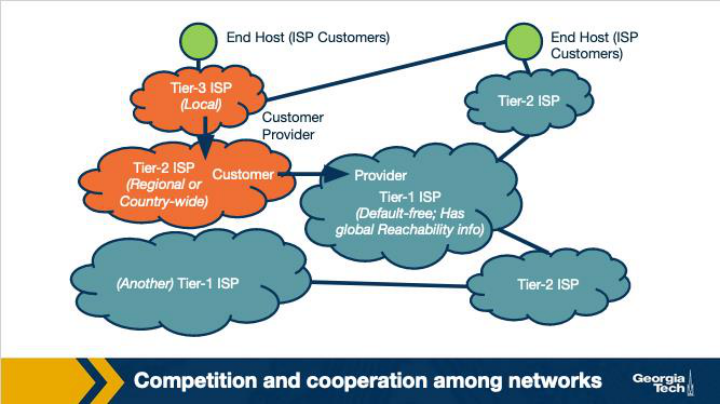 End Host (ISP Customers)
End Host (ISP
Customers)
Tier-3 ISP
(Local)
Tier-2 ISP
Customer
Provider
Tier-2 ISP
(Regional or
Country-wide)
Customer
Provider
Tier-1 ISP
(Default-free; Has
global Reachability info)
(Another) Tier-1 ISP
Tier-2 ISP
Competition and cooperation among networks
Georgia
Tech